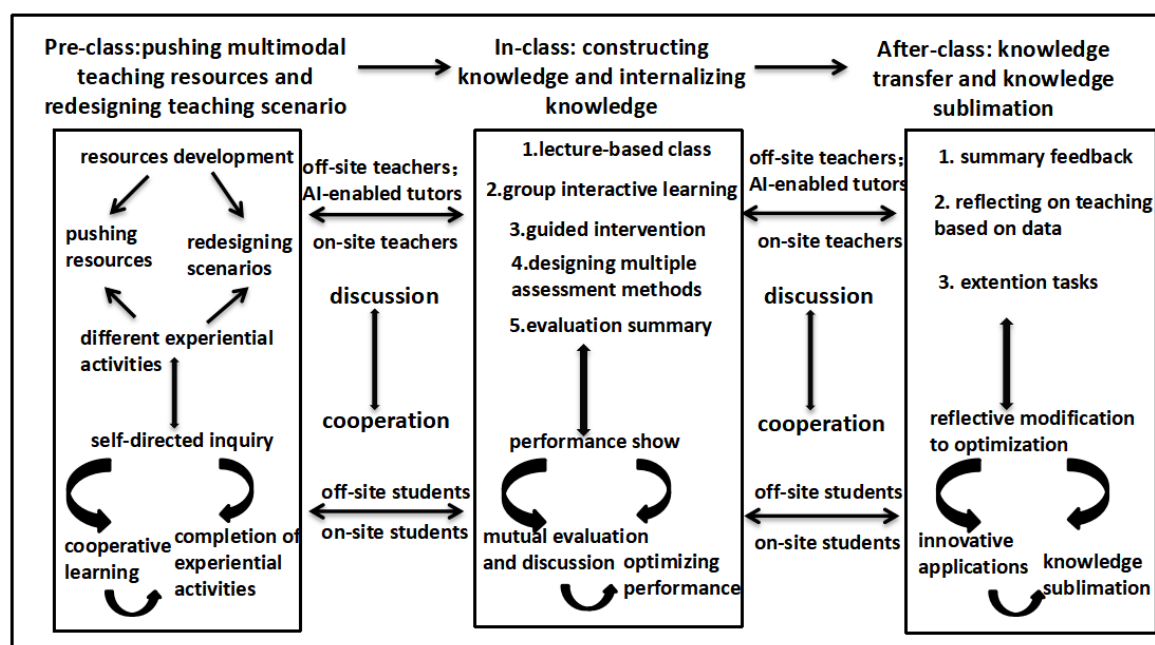 Pre-class:pushing multimodal
teaching resources and
redesigning teaching scenario
In-class: constructing
knowledge and internalizing
knowledge
After-class: knowledge
transfer and knowledge
sublimation
resources development
pushing
resources
redesigning
scenarios
different experiential
activities
self-directed inquiry
cooperative
learning
completion of
experiential
activities
off-site teachers;
AI-enabled tutors
on-site teachers
discussion
cooperation
off-site students
on-site students
1.lecture-based class
2.group interactive learning
3.guided intervention
4.designing multiple
assessment methods
5.evaluation summary
performance show
mutual evaluation
and discussion
optimizing
performance
off-site teachers;
AI-enabled tutors
on-site teachers
discussion
cooperation
off-site students
on-site students
1. summary feedback
2. reflecting on teaching
based on data
3. extention tasks
reflective modification
to optimization
innovative
applications
knowledge
sublimation